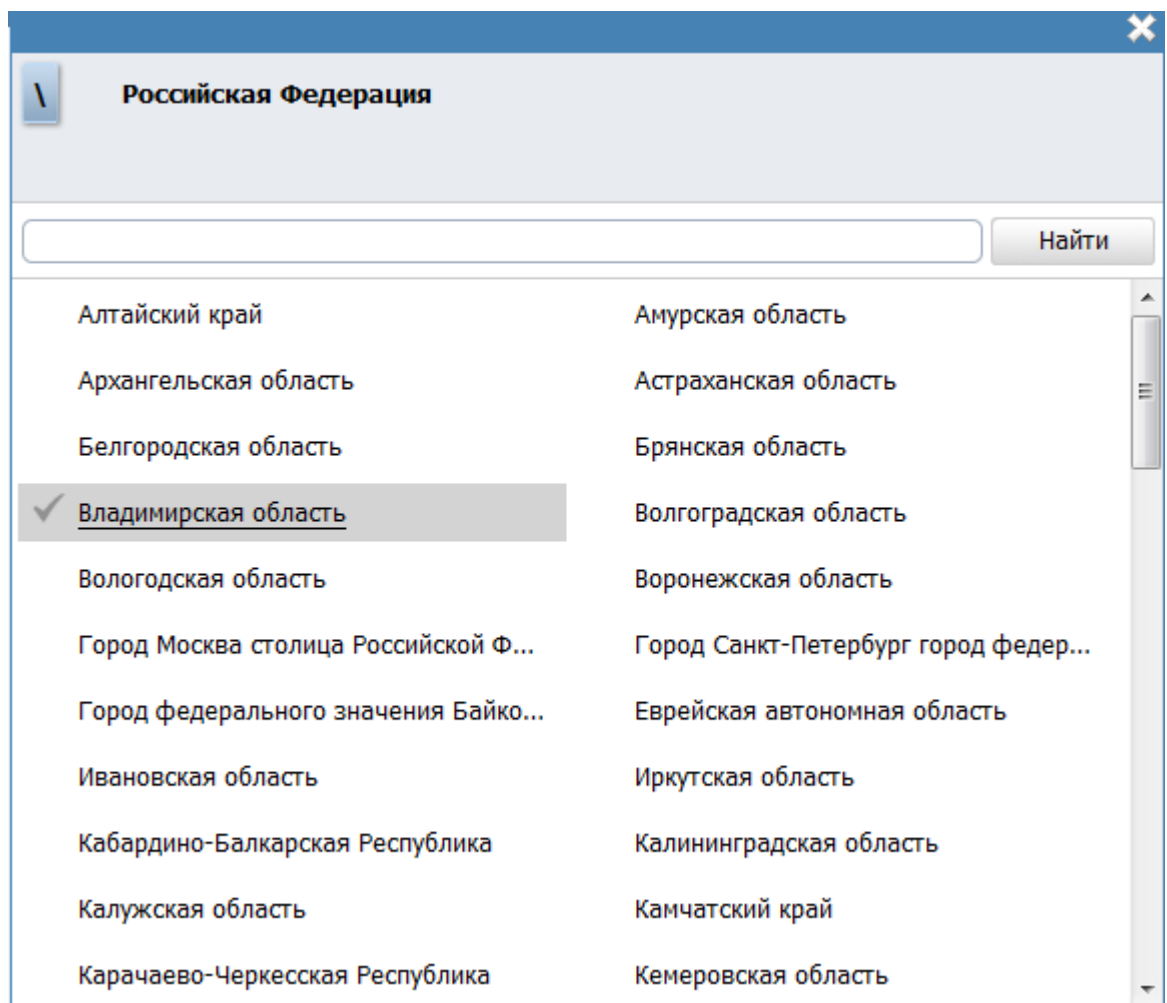 \ Российская Федерация
Найти
Алтайский край Амурская область
Архангельская область Астраханская область
Белгородская область Брянская область
Владимирская область Волгоградская область
Вологодская область Воронежская область
Город Москва столица Российской Ф... Город Санкт-Петербург город федер...
Город федерального значения Байко... Еврейская автономная область
Ивановская область Иркутская область
Кабардино-Балкарская Республика Калининградская область
Калужская область Камчатский край
Карачаево-Черкесская Республика Кемеровская область